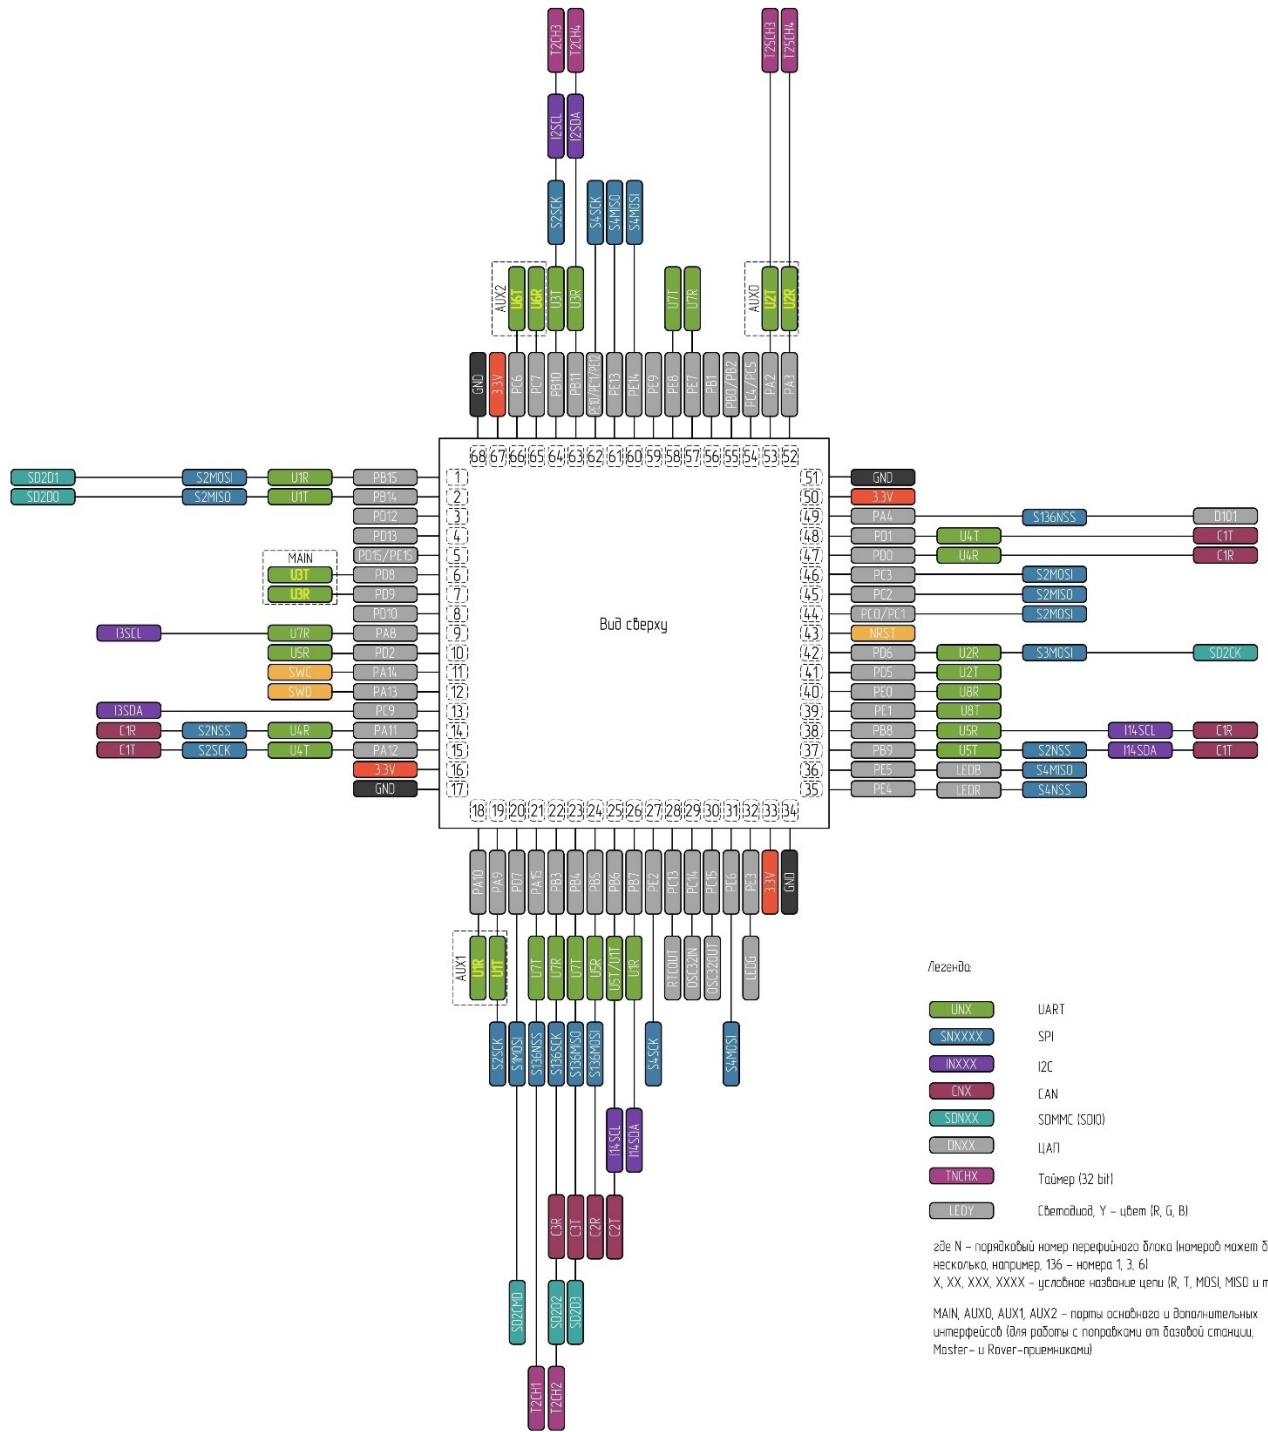 T2CH3
T2CH4
T25CH3
T25CH4
I2SCL
I2SDA
S2SCK
S4SCK
S4MISO
S4MOSI
AUX2
U6T
U6R
U3T
U3R
U7T
U7R
AUX0
U2T
U2R
GND
3.3V
PC6
PC7
PB10
PB11
PE10/PE11/PE12
PE13
PE14
PE9
PE8
PE7
PB1
PB0/PB2
PC4/PC5
PA2
PA3
68 67 66 65 64 63 62 61 60 59 58 57 56 55 54 53 52
SD2D1 S2MOSI U1R PB15 1
SD2D0 S2MISO U1T PB14 2
PD12 3
PD13 4
PD15/PE15 5
MAIN
U3T PD8 6
U3R PD9 7
PD10 8
I3SCL U7R PA8 9
U5R PD2 10
SWC PA14 11
SWD PA13 12
I3SDA PC9 13
C1R S2NSS U4R PA11 14
C1T S2SCK U4T PA12 15
3.3V 16
GND 17
Вид сверху
51 GND
50 3.3V
49 PA4 S136NSS D1O1
48 PD1 U4T C1T
47 PD0 U4R C1R
46 PC3 S2MOSI
45 PC2 S2MISO
44 PC0/PC1 S2MOSI
43 NRST
42 PD6 U2R S3MOSI SD2CK
41 PD5 U2T
40 PE0 U8R
39 PE1 U8T
38 PB8 U5R I14SCL C1R
37 PB9 U5T S2NSS I14SDA C1T
36 PE5 LEDB S4MISO
35 PE4 LEDR S4NSS
18 19 20 21 22 23 24 25 26 27 28 29 30 31 32 33 34
PA10
PA9
PD7
PA15
PB3
PB4
PB5
PB6
PB7
PE2
PC13
PC14
PC15
PE6
PE3
3.3V
GND
AUX1
U1R
U1T
U7T
U7R
U7T
U5R
U5T/U1T
U1R
RTCOUT
OSC32IN
OSC32OUT
LEDG
S2SCK
S1MOSI
S136NSS
S136SCK
S136MISO
S136MOSI
S4SCK
S4MOSI
I14SCL
I14SDA
C3R
C3T
C2R
C2T
SD2CMD
SD2D2
SD2D3
T2CH1
T2CH2
Легенда:
UNX UART
SNXXXX SPI
INXXX I2C
CNX CAN
SDNXX SDMMC (SDIO)
DNXX ЦАП
TNCHX Таймер (32 bit)
LEDY Светодиод, Y – цвет (R, G, B)
где N – порядковый номер перефийного блока (номеров может б
несколько, например, 136 – номера 1, 3, 6)
X, XX, XXX, XXXX – условное название цепи (R, T, MOSI, MISO и т
MAIN, AUX0, AUX1, AUX2 – порты основного и дополнительных
интерфейсов (для работы с поправками от базовой станции,
Master– и Rover–приемниками)